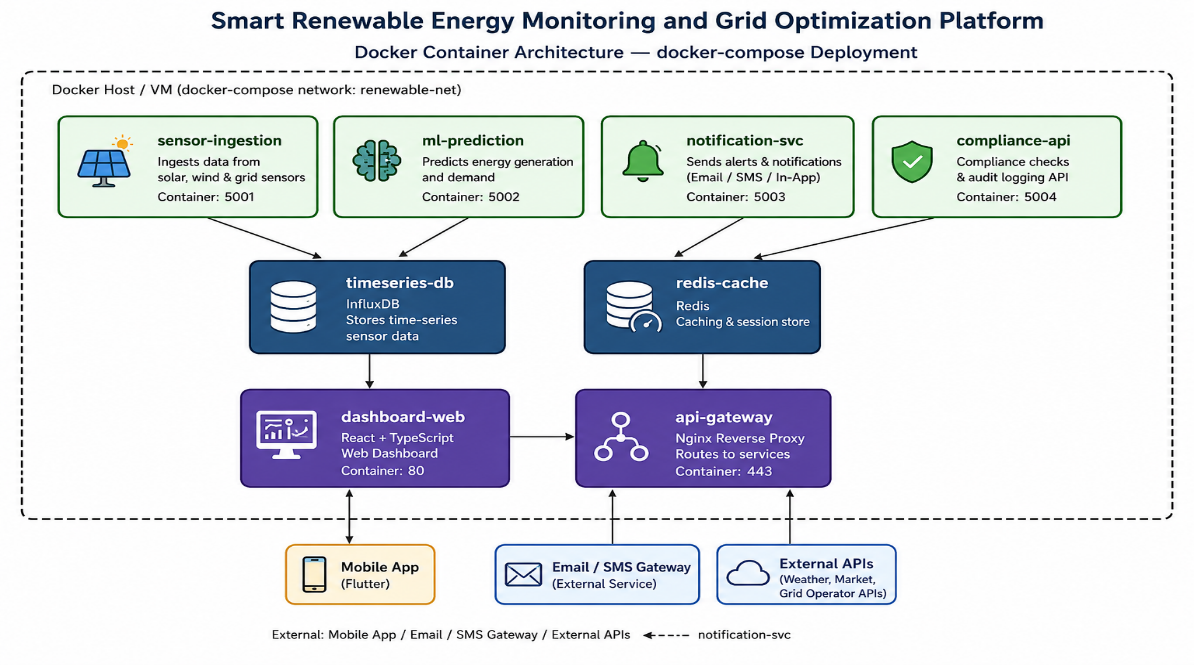 Smart Renewable Energy Monitoring and Grid Optimization Platform
Docker Container Architecture — docker-compose Deployment
Docker Host / VM (docker-compose network: renewable-net)
sensor-ingestion
Ingests data from
solar, wind & grid sensors
Container: 5001
ml-prediction
Predicts energy generation
and demand
Container: 5002
notification-svc
Sends alerts & notifications
(Email / SMS / In-App)
Container: 5003
compliance-api
Compliance checks
& audit logging API
Container: 5004
timeseries-db
InfluxDB
Stores time-series
sensor data
redis-cache
Redis
Caching & session store
dashboard-web
React + TypeScript
Web Dashboard
Container: 80
api-gateway
Nginx Reverse Proxy
Routes to services
Container: 443
Mobile App
(Flutter)
Email / SMS Gateway
(External Service)
External APIs
(Weather, Market,
Grid Operator APIs)
External: Mobile App / Email / SMS Gateway / External APIs
notification-svc